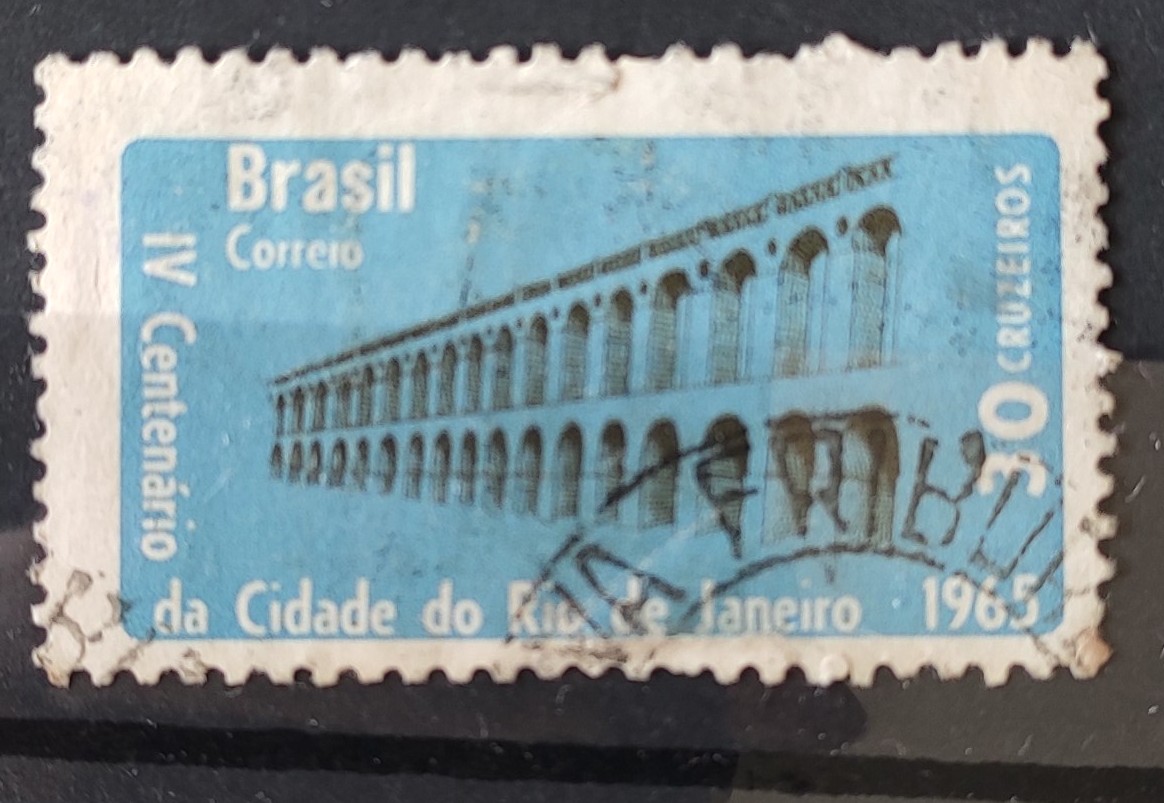 Brasil
Correio
IV Centenário
da Cidade do Rio de Janeiro 1965
30 CRUZEIROS